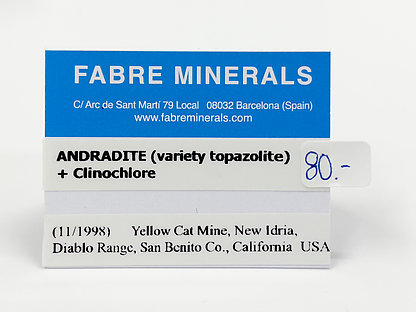 FABRE MINERALS
C/ Arc de Sant Martí 79 Local 08032 Barcelona (Spain)
www.fabreminerals.com
ANDRADITE (variety topazolite)
+ Clinochlore
80.-
(11/1998) Yellow Cat Mine, New Idria,
Diablo Range, San Benito Co., California USA